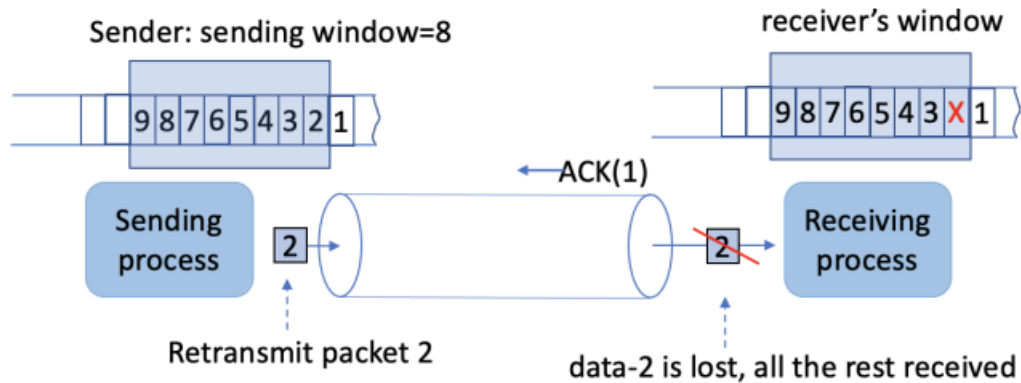 Sender: sending window=8
receiver's window
9 8 7 6 5 4 3 2 1
9 8 7 6 5 4 3 X 1
ACK(1)
Sending
process
2
2
Receiving
process
Retransmit packet 2
data-2 is lost, all the rest received